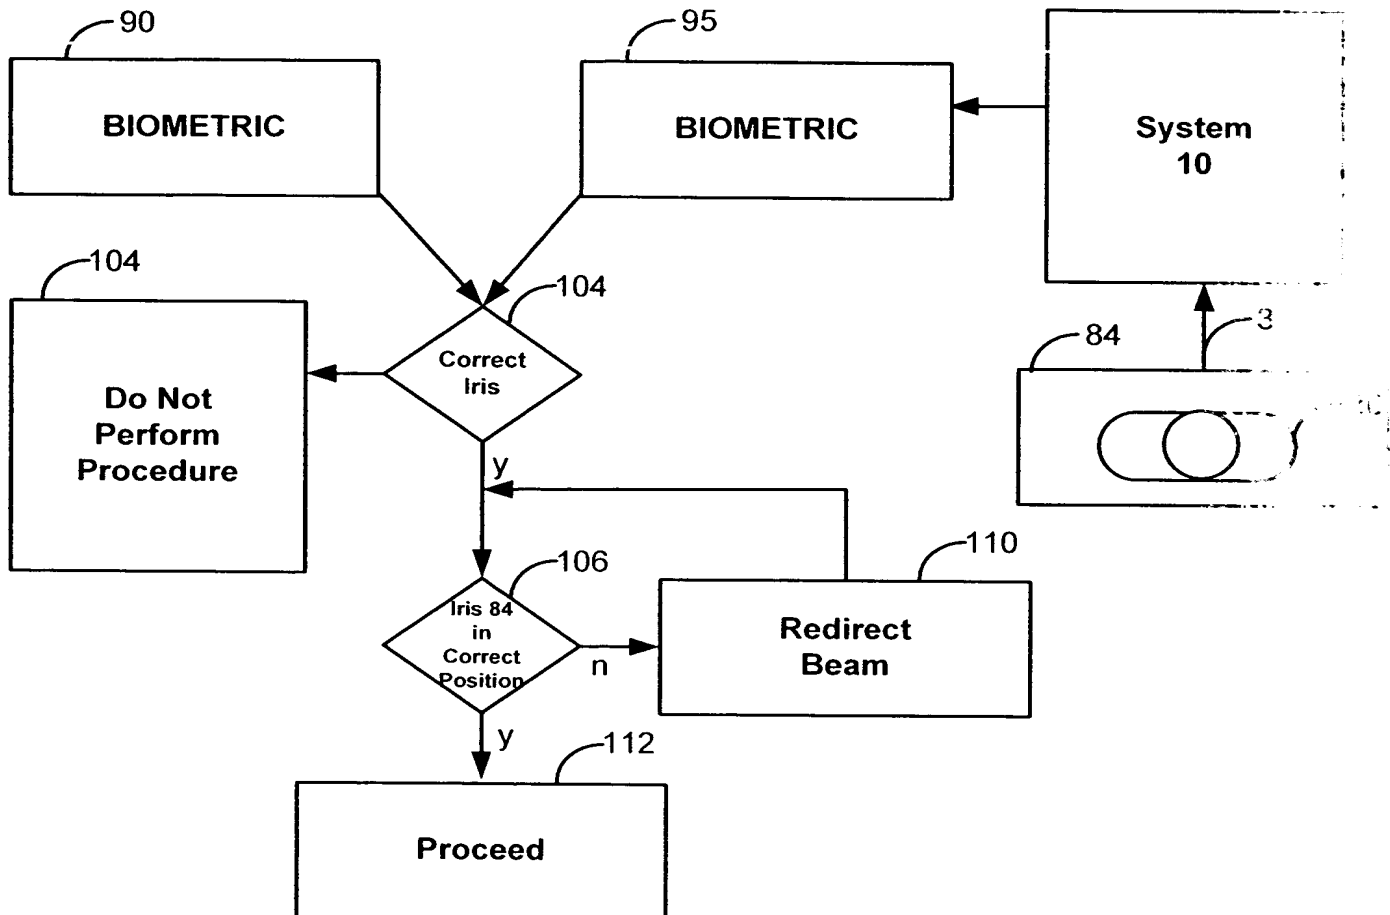 90
95
BIOMETRIC
BIOMETRIC
System
10
104
104
Correct
Iris
Do Not
Perform
Procedure
3
84
y
110
106
Iris 84
in
Correct
Position
n
Redirect
Beam
y
112
Proceed